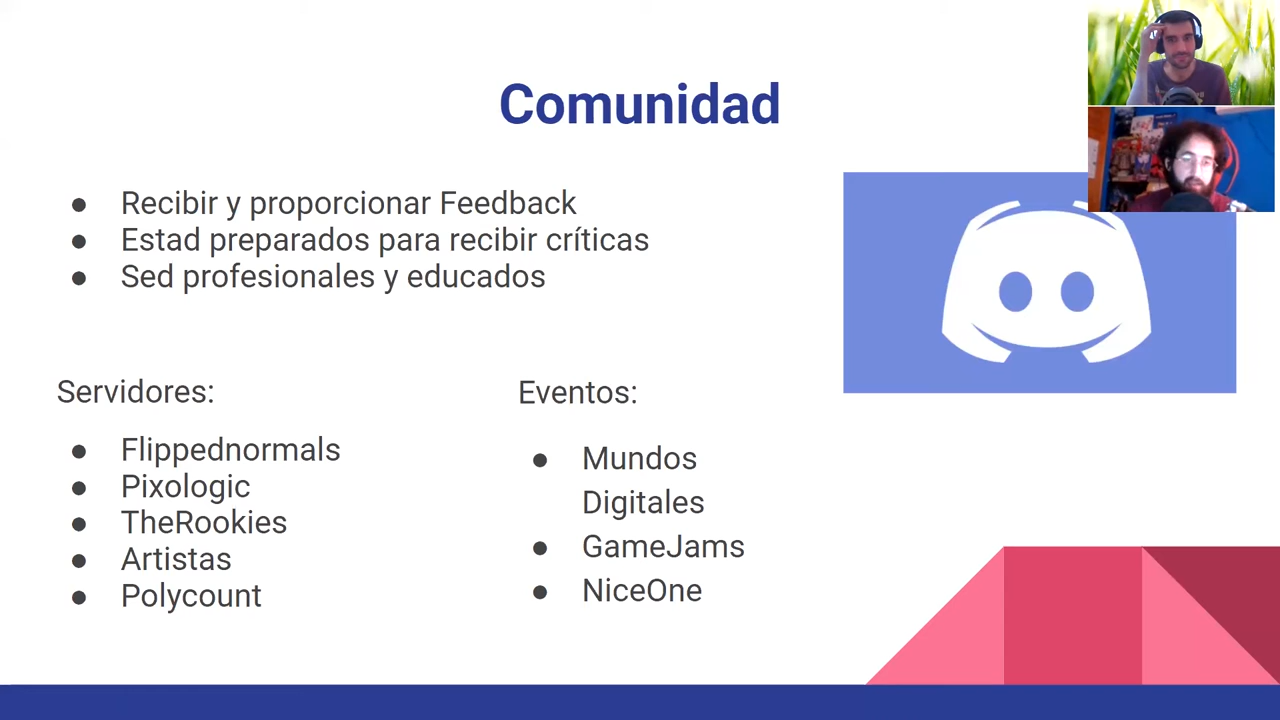 Comunidad
● Recibir y proporcionar Feedback
● Estad preparados para recibir críticas
● Sed profesionales y educados
Servidores:
● Flippednormals
● Pixologic
● TheRookies
● Artistas
● Polycount
Eventos:
● Mundos
Digitales
● GameJams
● NiceOne